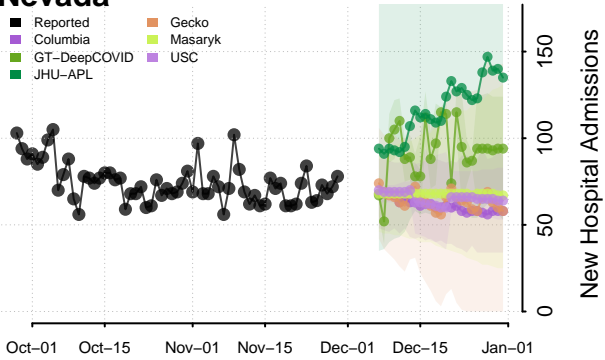 Nevada
Reported
Columbia
GT−DeepCOVID
JHU−APL
Gecko
Masaryk
USC
150
100
50
0
New Hospital Admissions
Oct−01 Oct−15 Nov−01 Nov−15 Dec−01 Dec−15 Jan−01